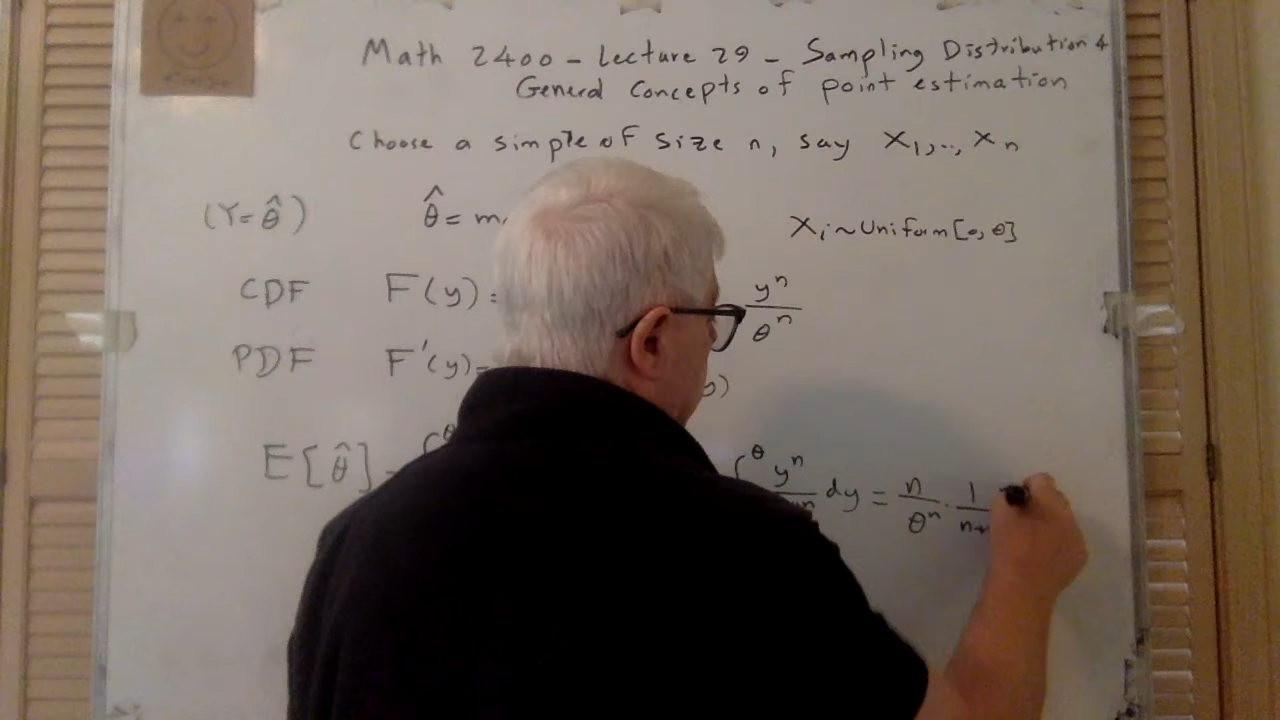 Math 2400 - Lecture 29 - Sampling Distribution 4
General Concepts of point estimation
Choose a simple of size n, say X₁,..,Xₙ
(Y=θ̂) θ̂ = m Xᵢ~Uniform[0,θ]
CDF F(y) = yⁿ/θⁿ
PDF F'(y) = y)
E[θ̂] = ∫ θ ∫ θ yⁿ dy = n/θⁿ · 1/n+